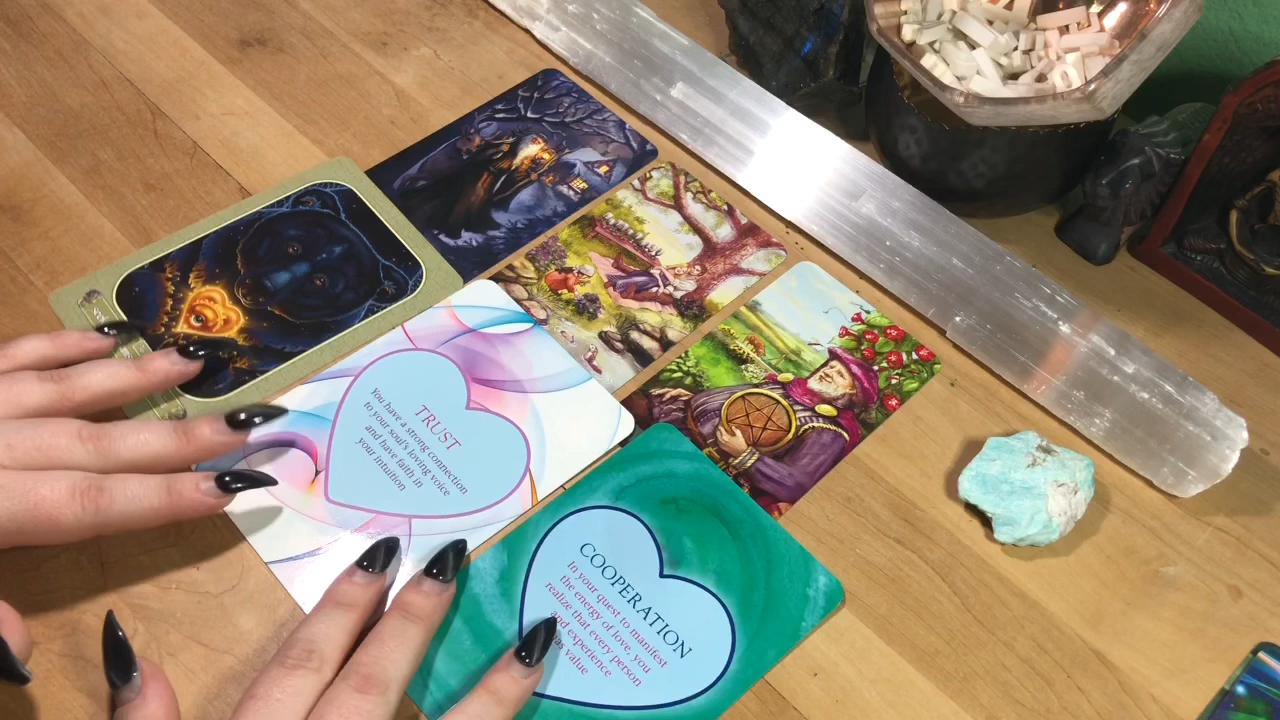 TRUST
You have a strong connection
to your soul's loving voice
and have faith in
your intuition
COOPERATION
In your quest to manifest
the energy of love, you
realize that every person
and experience
has value